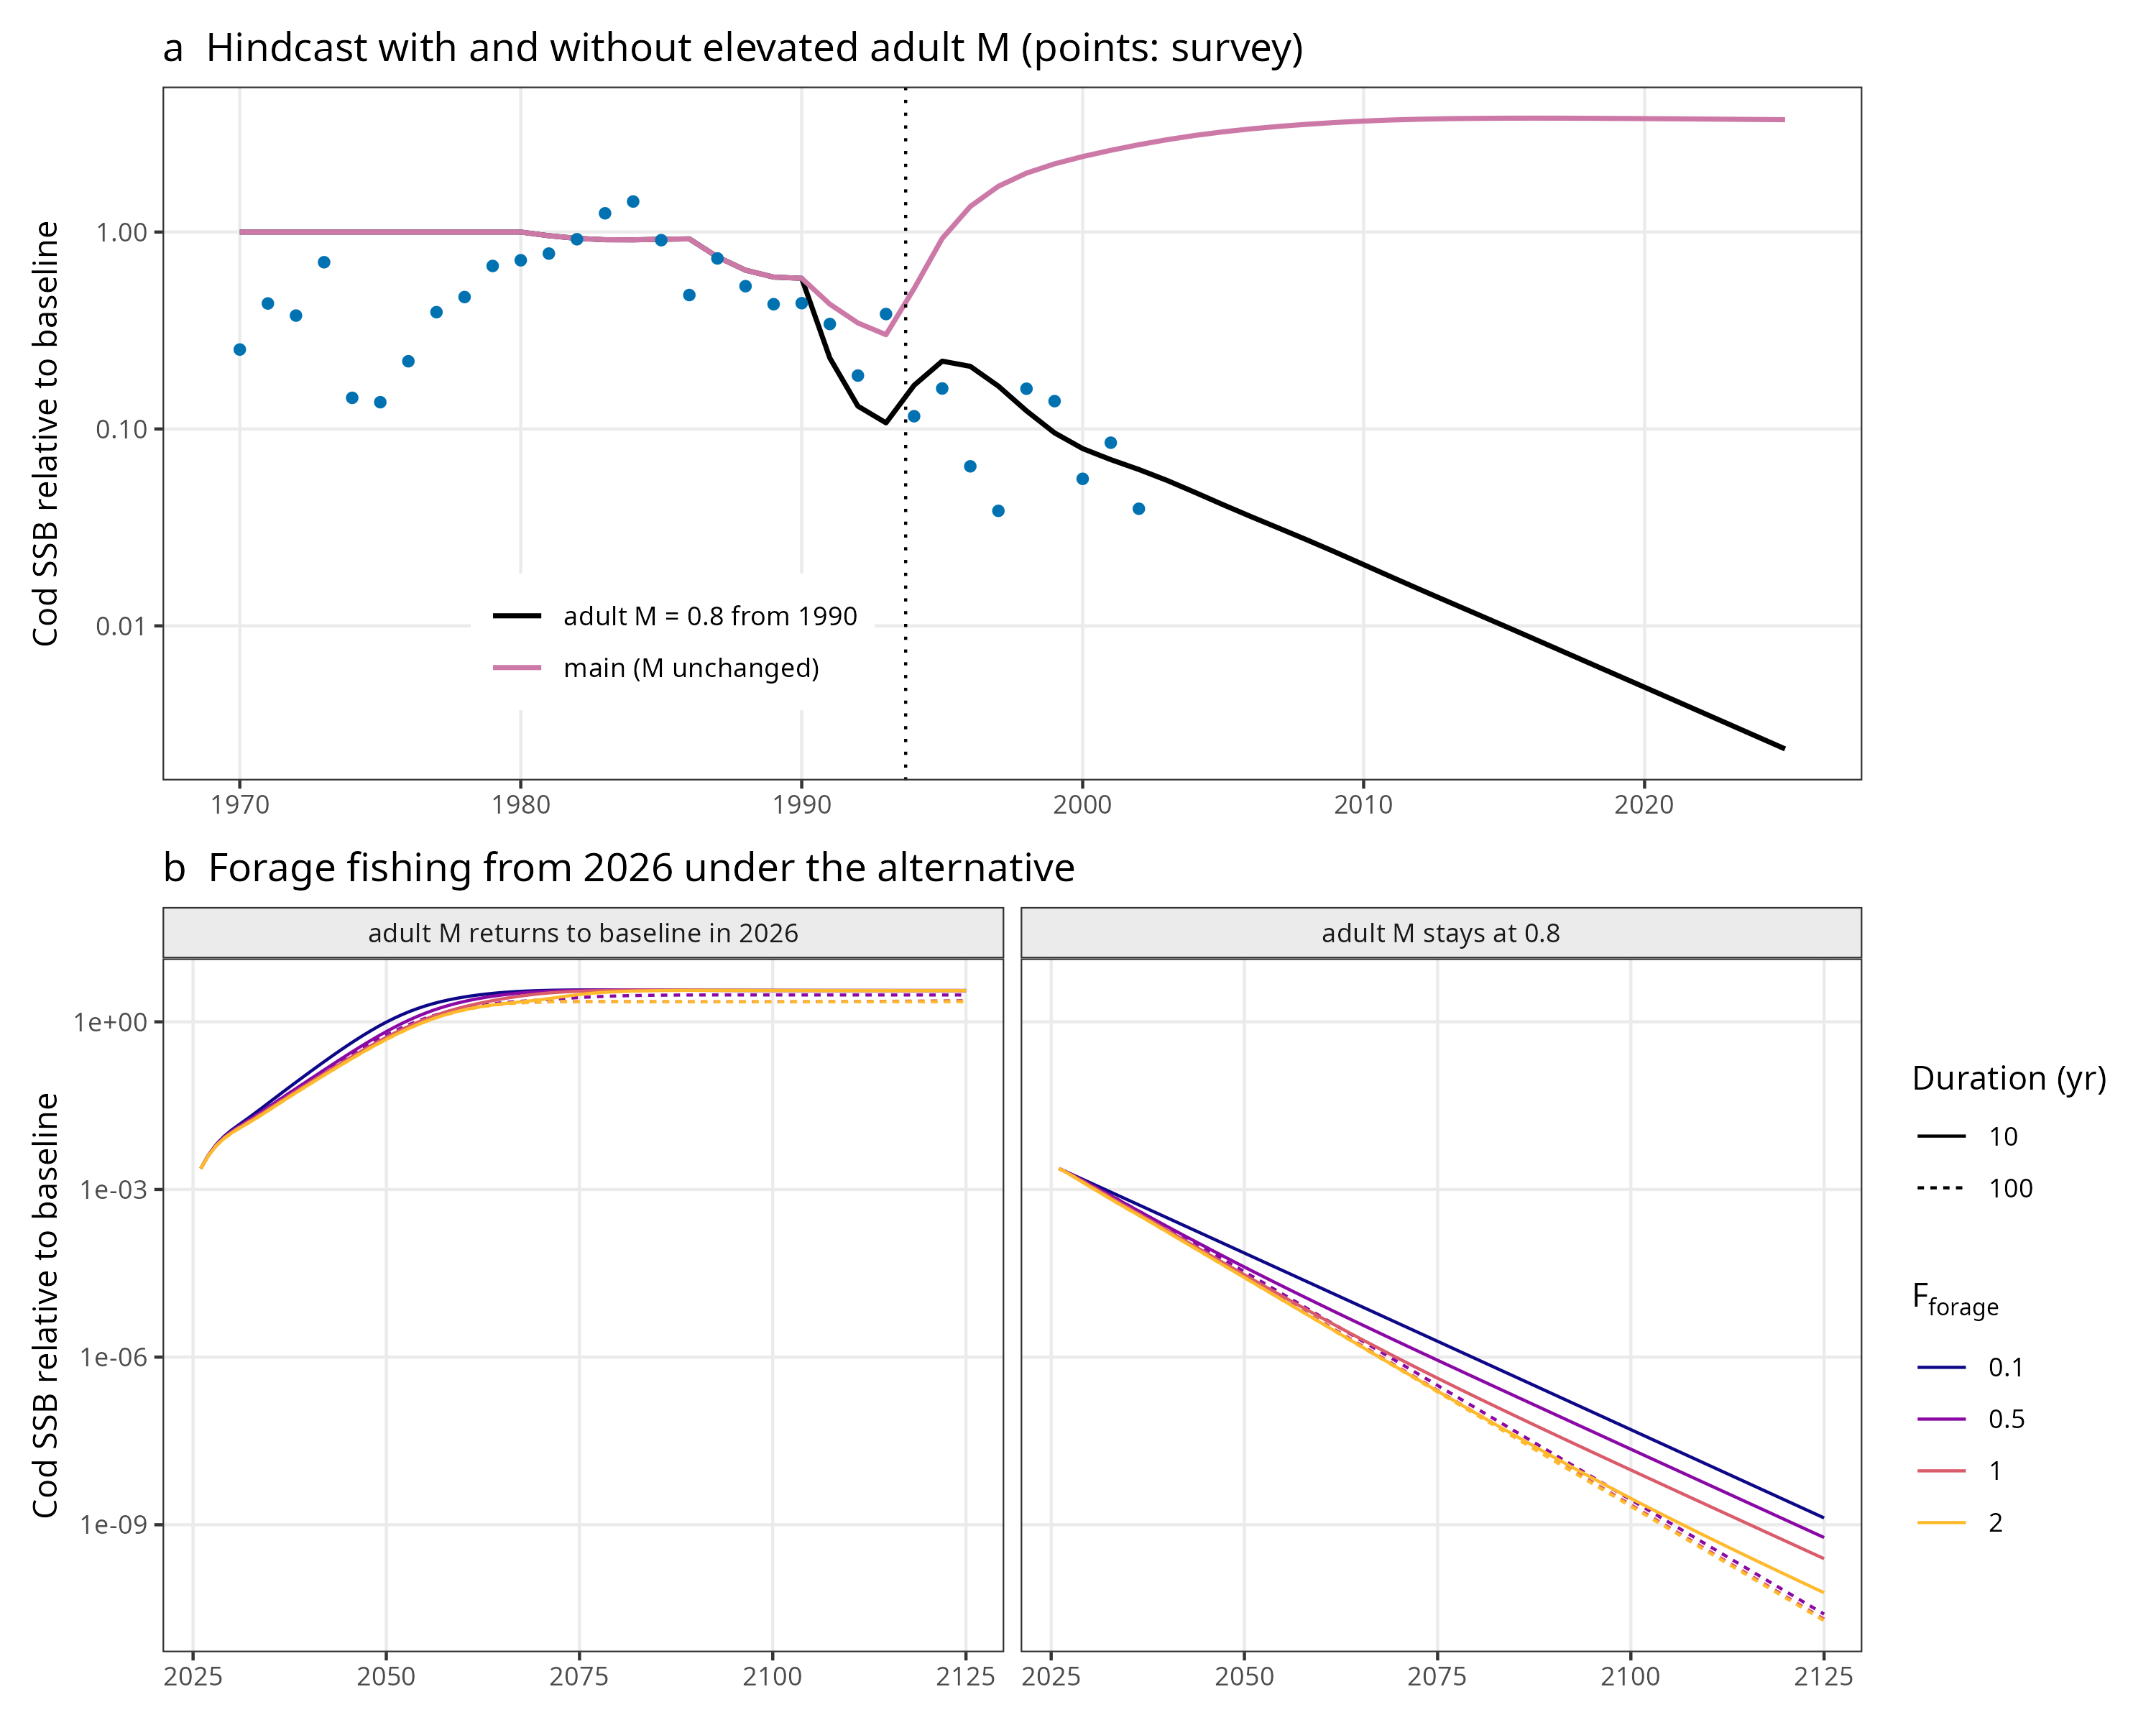 a Hindcast with and without elevated adult M (points: survey)
Cod SSB relative to baseline
1.00
0.10
0.01
adult M = 0.8 from 1990
main (M unchanged)
1970 1980 1990 2000 2010 2020
b Forage fishing from 2026 under the alternative
adult M returns to baseline in 2026
adult M stays at 0.8
Cod SSB relative to baseline
1e+00
1e-03
1e-06
1e-09
2025 2050 2075 2100 2125
2025 2050 2075 2100 2125
Duration (yr)
10
100
Fforage
0.1
0.5
1
2